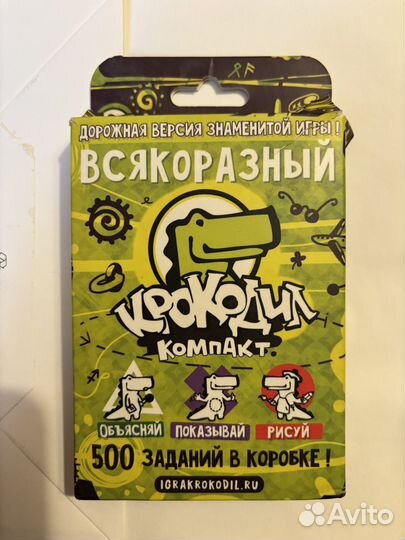 ДОРОЖНАЯ ВЕРСИЯ ЗНАМЕНИТОЙ ИГРЫ!
ВСЯКОРАЗНЫЙ
КРОКОДИЛ
КОМПАКТ
ОБЪЯСНЯЙ ПОКАЗЫВАЙ РИСУЙ
500 ЗАДАНИЙ В КОРОБКЕ!
IGRAKROKODIL.RU
Avito